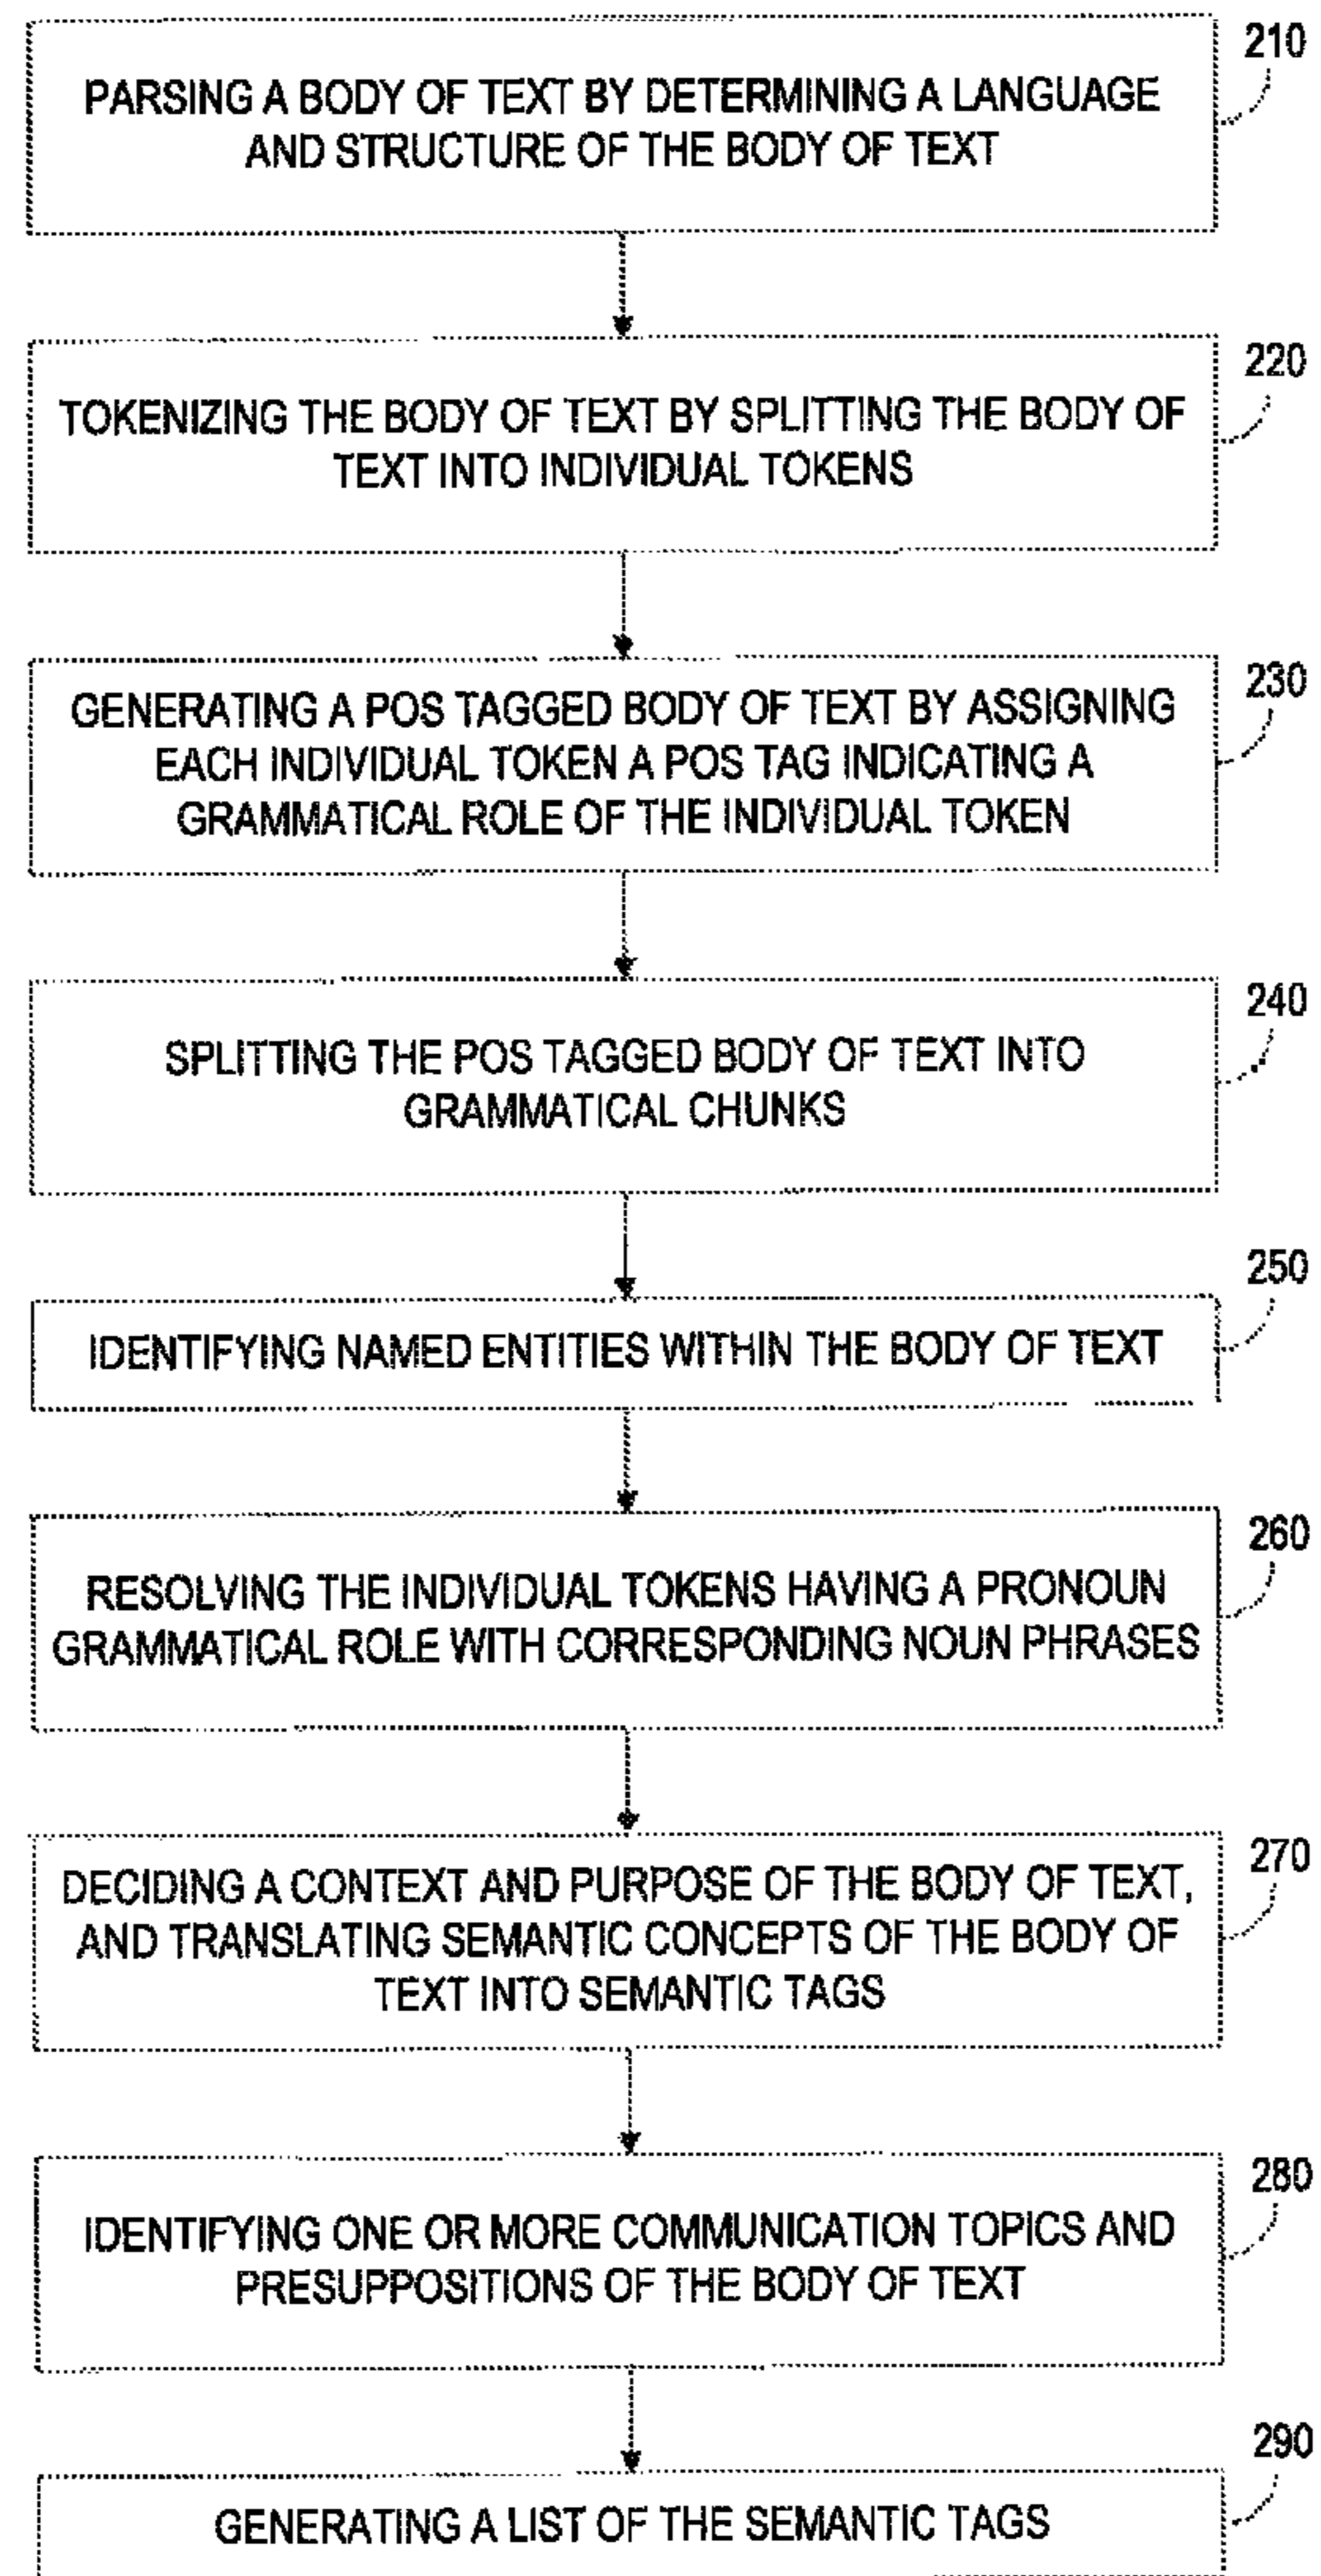 210
PARSING A BODY OF TEXT BY DETERMINING A LANGUAGE
AND STRUCTURE OF THE BODY OF TEXT
220
TOKENIZING THE BODY OF TEXT BY SPLITTING THE BODY OF
TEXT INTO INDIVIDUAL TOKENS
230
GENERATING A POS TAGGED BODY OF TEXT BY ASSIGNING
EACH INDIVIDUAL TOKEN A POS TAG INDICATING A
GRAMMATICAL ROLE OF THE INDIVIDUAL TOKEN
240
SPLITTING THE POS TAGGED BODY OF TEXT INTO
GRAMMATICAL CHUNKS
250
IDENTIFYING NAMED ENTITIES WITHIN THE BODY OF TEXT
260
RESOLVING THE INDIVIDUAL TOKENS HAVING A PRONOUN
GRAMMATICAL ROLE WITH CORRESPONDING NOUN PHRASES
270
DECIDING A CONTEXT AND PURPOSE OF THE BODY OF TEXT,
AND TRANSLATING SEMANTIC CONCEPTS OF THE BODY OF
TEXT INTO SEMANTIC TAGS
280
IDENTIFYING ONE OR MORE COMMUNICATION TOPICS AND
PRESUPPOSITIONS OF THE BODY OF TEXT
290
GENERATING A LIST OF THE SEMANTIC TAGS